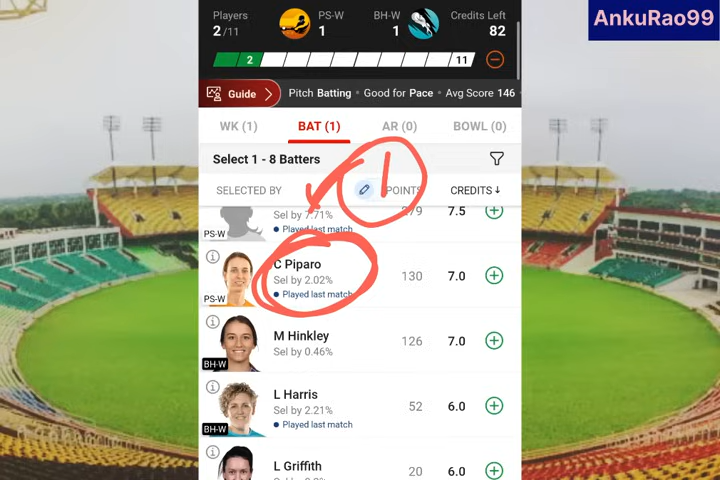 AnkuRao99
Players PS-W BH-W Credits Left
2/11 1 1 82
2 11
Guide Pitch Batting • Good for Pace • Avg Score 146
WK (1) BAT (1) AR (0) BOWL (0)
Select 1 - 8 Batters
1
SELECTED BY POINTS CREDITS↓
Sel by 7.71% 279 7.5
Played last match
PS-W
C Piparo
Sel by 2.02% 130 7.0
Played last match
PS-W
M Hinkley
Sel by 0.46% 126 7.0
BH-W
L Harris
Sel by 2.21% 52 6.0
Played last match
BH-W
L Griffith
20 6.0